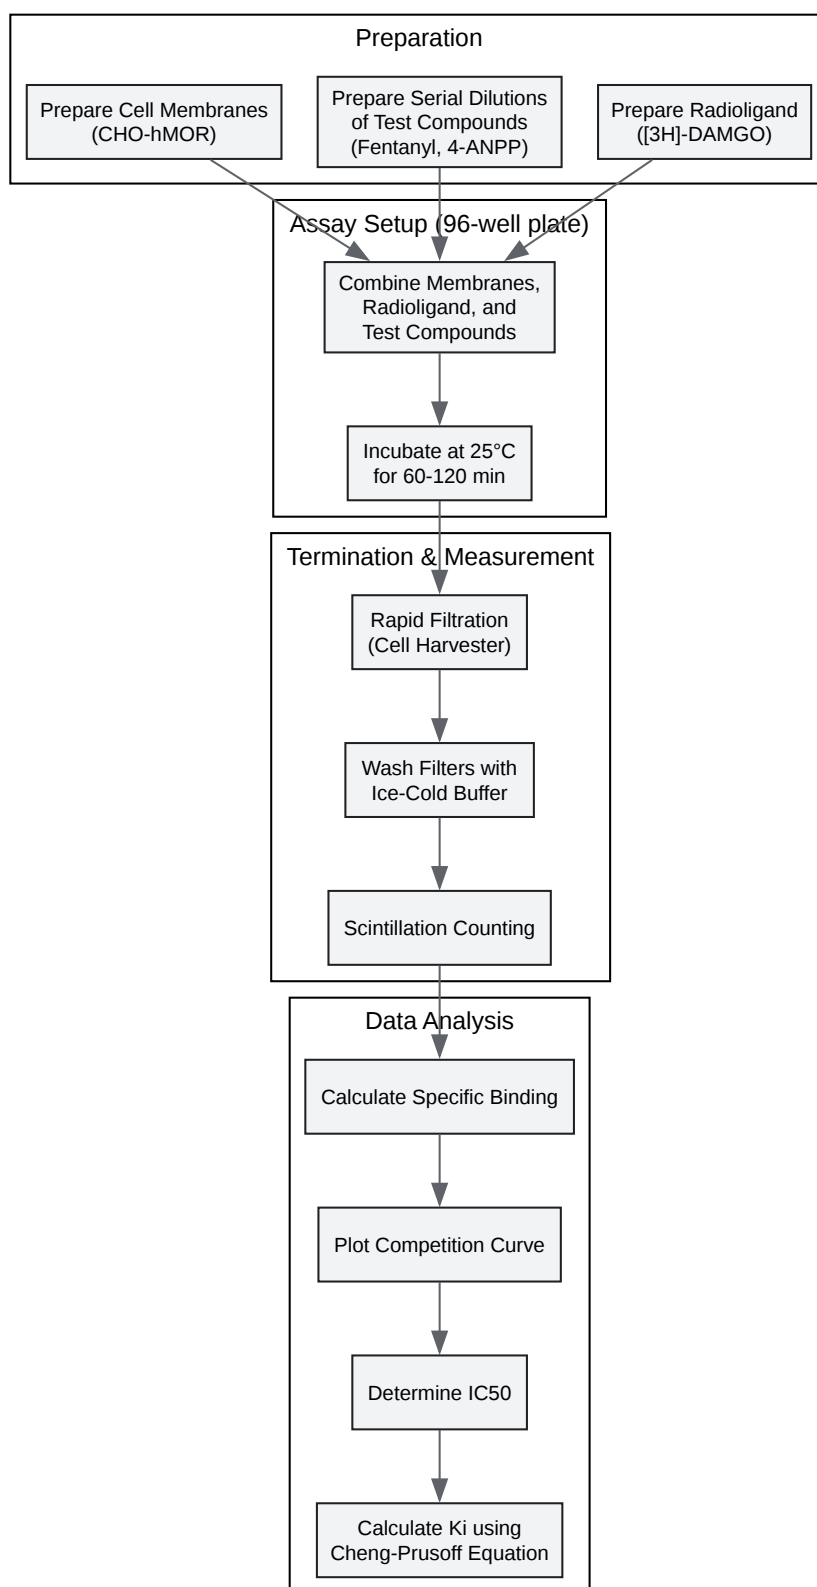 Preparation
Prepare Cell Membranes
(CHO-hMOR)
Prepare Serial Dilutions
of Test Compounds
(Fentanyl, 4-ANPP)
Prepare Radioligand
([3H]-DAMGO)
Assay Setup (96-well plate)
Combine Membranes,
Radioligand, and
Test Compounds
Incubate at 25°C
for 60-120 min
Termination & Measurement
Rapid Filtration
(Cell Harvester)
Wash Filters with
Ice-Cold Buffer
Scintillation Counting
Data Analysis
Calculate Specific Binding
Plot Competition Curve
Determine IC50
Calculate Ki using
Cheng-Prusoff Equation